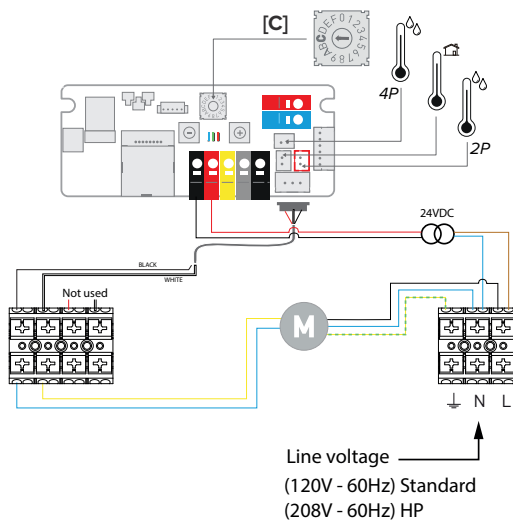 [C]
4P
2P
24VDC
BLACK
WHITE
Not used
M
N L
Line voltage
(120V - 60Hz) Standard
(208V - 60Hz) HP